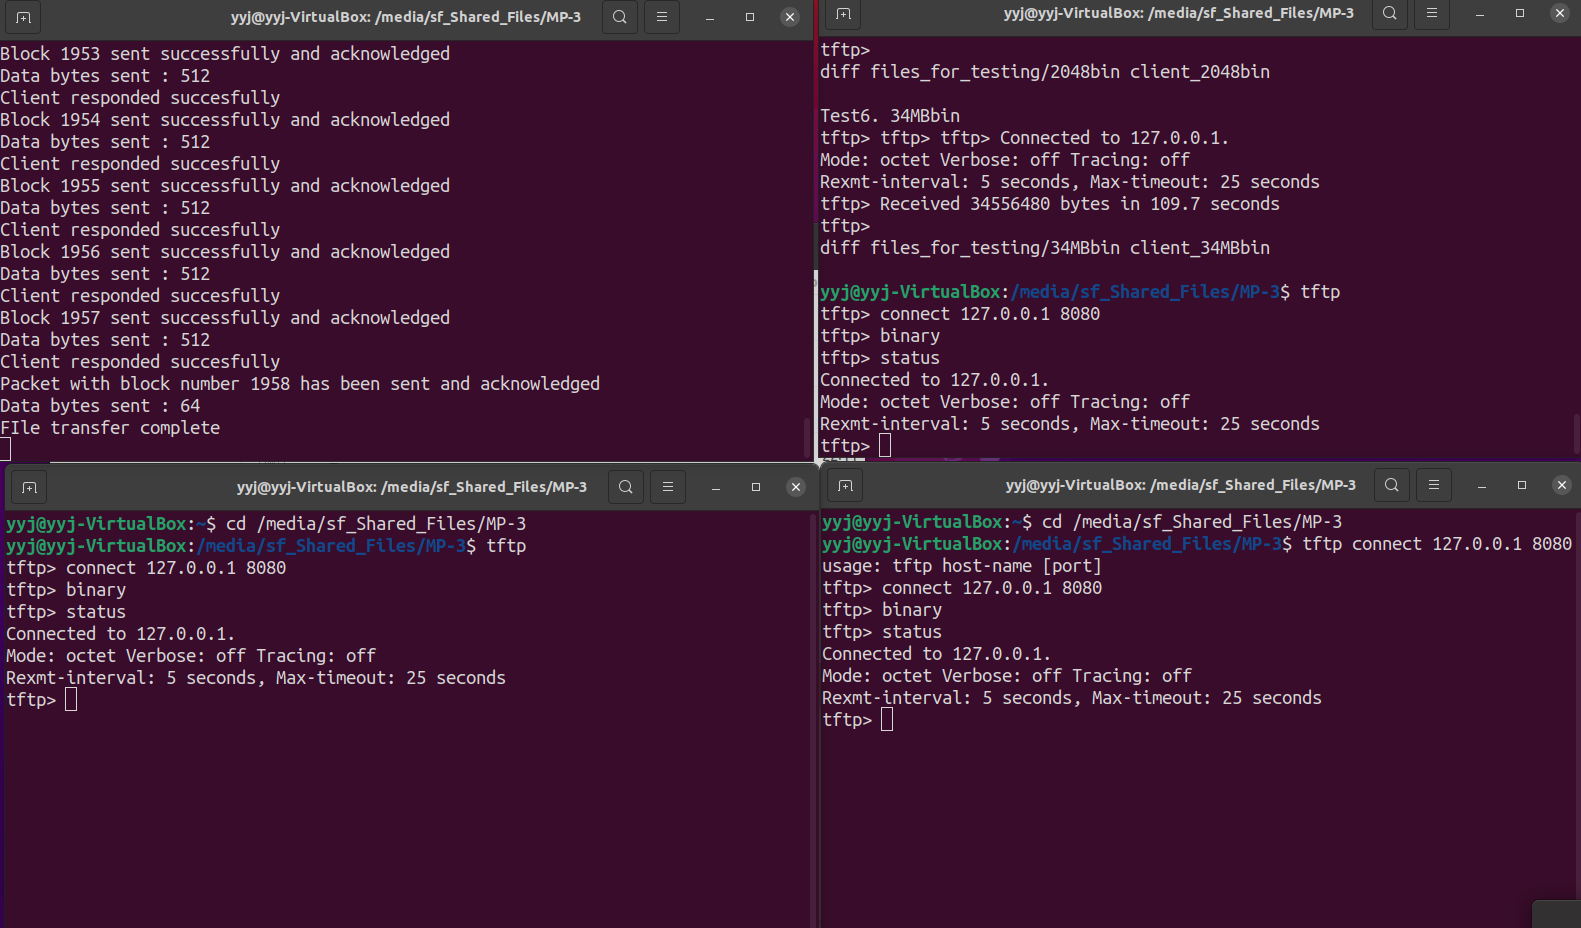 yyj@yyj-VirtualBox: /media/sf_Shared_Files/MP-3
Block 1953 sent successfully and acknowledged
Data bytes sent : 512
Client responded succesfully
Block 1954 sent successfully and acknowledged
Data bytes sent : 512
Client responded succesfully
Block 1955 sent successfully and acknowledged
Data bytes sent : 512
Client responded succesfully
Block 1956 sent successfully and acknowledged
Data bytes sent : 512
Client responded succesfully
Block 1957 sent successfully and acknowledged
Data bytes sent : 512
Client responded succesfully
Packet with block number 1958 has been sent and acknowledged
Data bytes sent : 64
FIle transfer complete
yyj@yyj-VirtualBox: /media/sf_Shared_Files/MP-3
tftp>
diff files_for_testing/2048bin client_2048bin
Test6. 34MBbin
tftp> tftp> tftp> Connected to 127.0.0.1.
Mode: octet Verbose: off Tracing: off
Rexmt-interval: 5 seconds, Max-timeout: 25 seconds
tftp> Received 34556480 bytes in 109.7 seconds
tftp>
diff files_for_testing/34MBbin client_34MBbin
yyj@yyj-VirtualBox:/media/sf_Shared_Files/MP-3$ tftp
tftp> connect 127.0.0.1 8080
tftp> binary
tftp> status
Connected to 127.0.0.1.
Mode: octet Verbose: off Tracing: off
Rexmt-interval: 5 seconds, Max-timeout: 25 seconds
tftp>
yyj@yyj-VirtualBox: /media/sf_Shared_Files/MP-3
yyj@yyj-VirtualBox:~$ cd /media/sf_Shared_Files/MP-3
yyj@yyj-VirtualBox:/media/sf_Shared_Files/MP-3$ tftp
tftp> connect 127.0.0.1 8080
tftp> binary
tftp> status
Connected to 127.0.0.1.
Mode: octet Verbose: off Tracing: off
Rexmt-interval: 5 seconds, Max-timeout: 25 seconds
tftp>
yyj@yyj-VirtualBox: /media/sf_Shared_Files/MP-3
yyj@yyj-VirtualBox:~$ cd /media/sf_Shared_Files/MP-3
yyj@yyj-VirtualBox:/media/sf_Shared_Files/MP-3$ tftp connect 127.0.0.1 8080
usage: tftp host-name [port]
tftp> connect 127.0.0.1 8080
tftp> binary
tftp> status
Connected to 127.0.0.1.
Mode: octet Verbose: off Tracing: off
Rexmt-interval: 5 seconds, Max-timeout: 25 seconds
tftp>